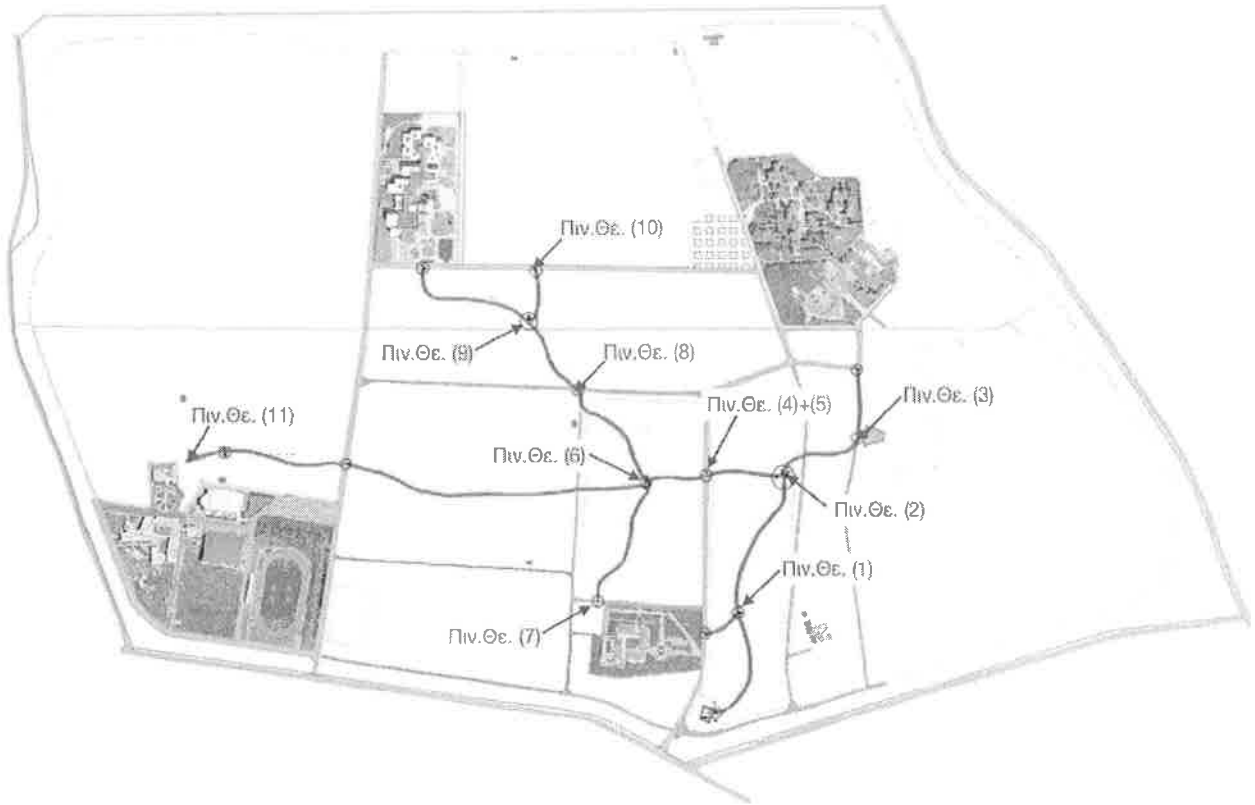 Πιν.Θε. (10)
Πιν.Θε. (9)
Πιν.Θε. (8)
Πιν.Θε. (4)+(5)
Πιν.Θε. (3)
Πιν.Θε. (11)
Πιν.Θε. (6)
Πιν.Θε. (2)
Πιν.Θε. (1)
Πιν.Θε. (7)